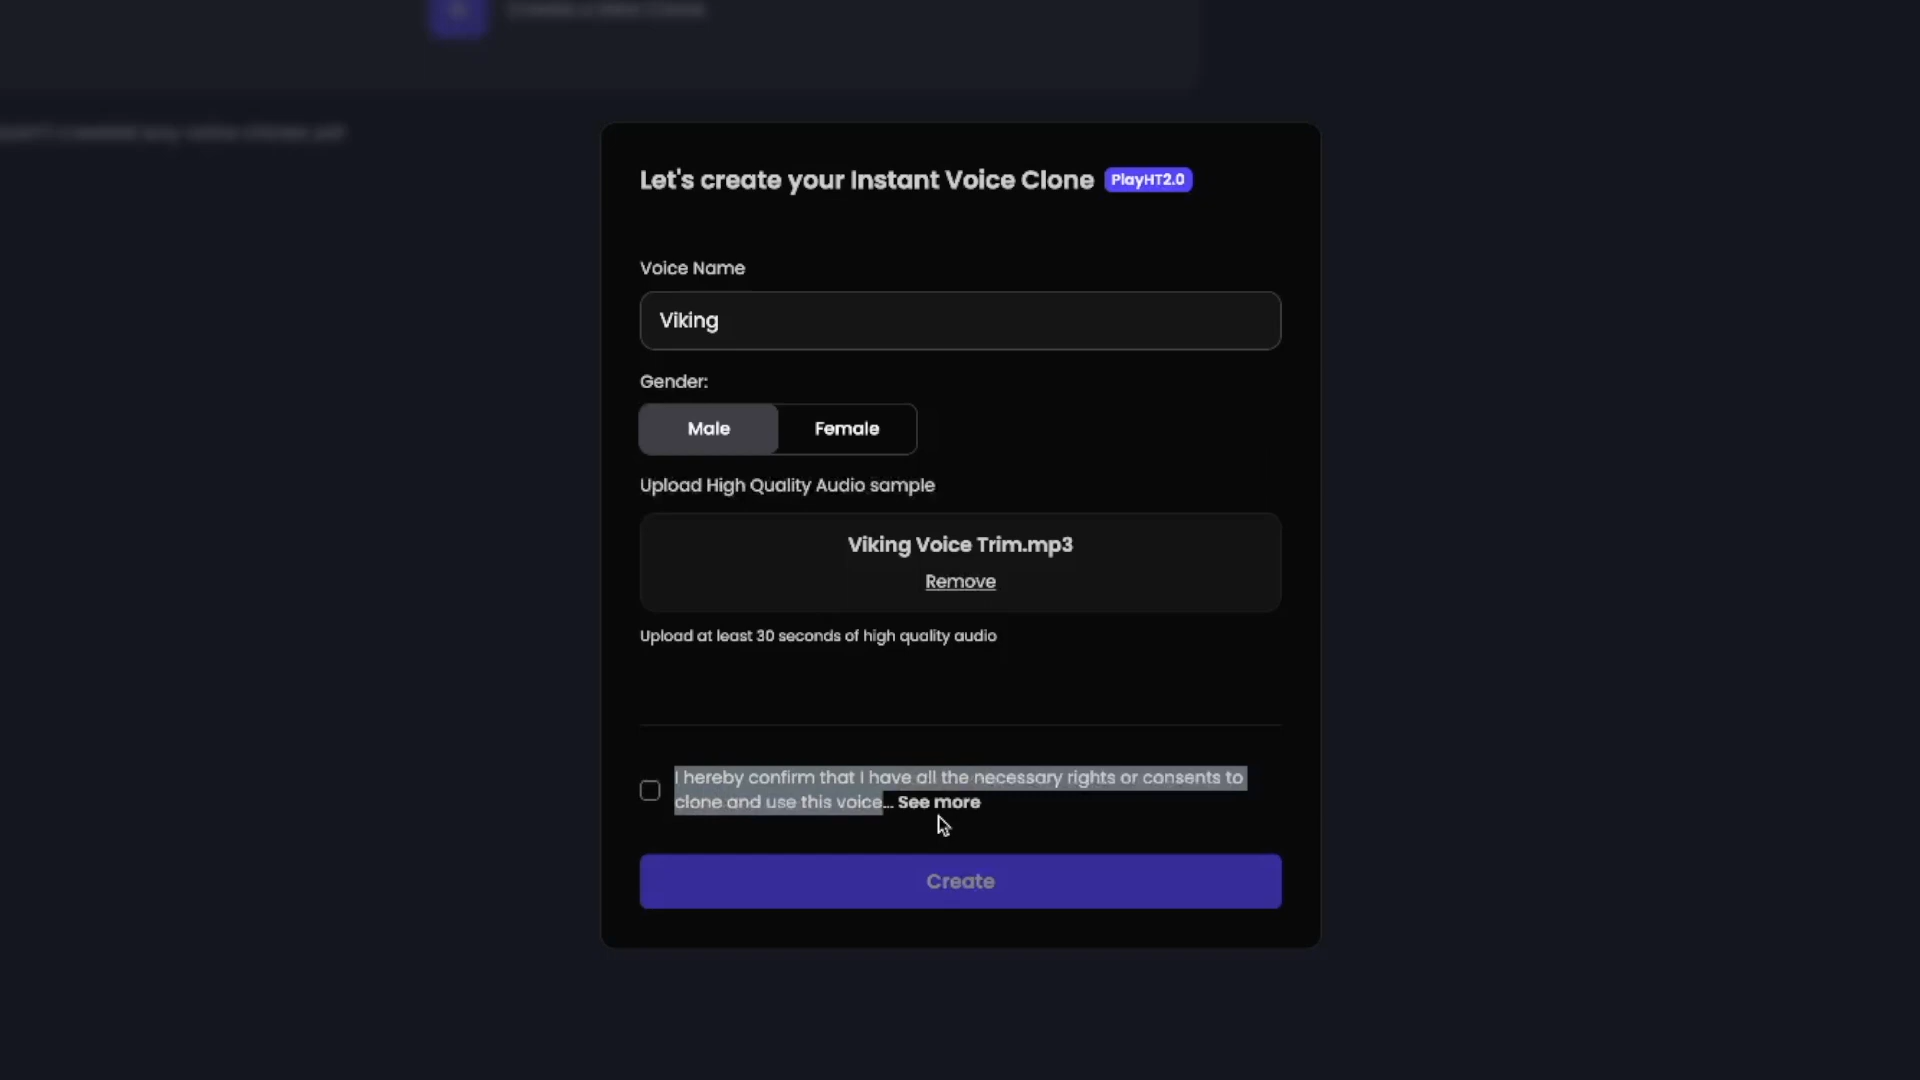 Let's create your Instant Voice Clone PlayHT2.0
Voice Name
Viking
Gender:
Male Female
Upload High Quality Audio sample
Viking Voice Trim.mp3
Remove
Upload at least 30 seconds of high quality audio
I hereby confirm that I have all the necessary rights or consents to
clone and use this voice... See more
Create